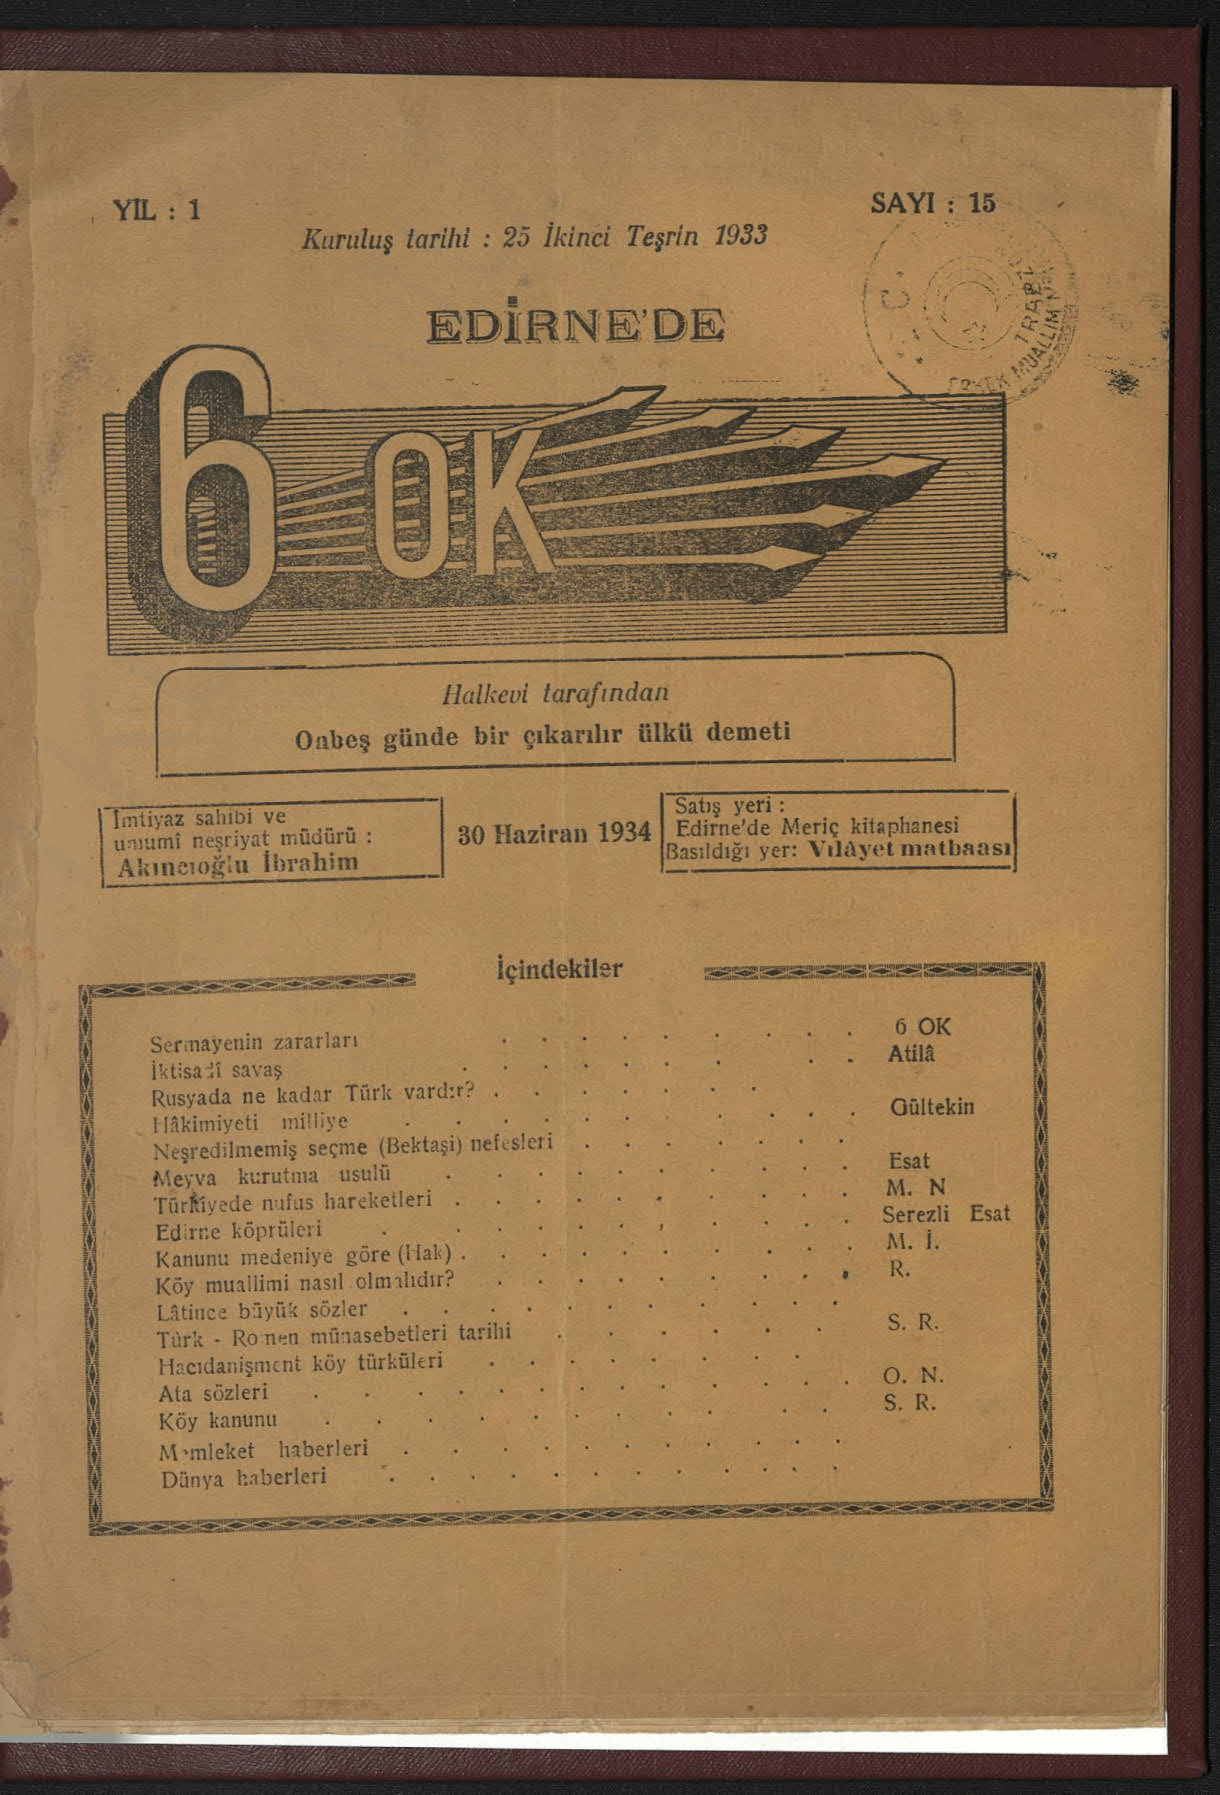 YIL : 1
SAYI : 15
Kuruluş tarihi : 25 İkinci Teşrin 1933
EDİRNE'DE
6 OK
Halkevi tarafından
Onbeş günde bir çıkarılır ülkü demeti
İmtiyaz sahibi ve
umumî neşriyat müdürü :
Akıncıoğlu İbrahim
30 Haziran 1934
Satış yeri :
Edirne'de Meriç kitaphanesi
Basıldığı yer: Vilâyet matbaası
İçindekiler
Sermayenin zararları . . . . . . . . . 6 OK
İktisadî savaş . . . . . . . . . Atilâ
Rusyada ne kadar Türk vardır? . . . . . . .
Hâkimiyeti milliye . . . . . . . . . Gültekin
Neşredilmemiş seçme (Bektaşi) nefesleri . . . . . . .
Meyva kurutma usulü . . . . . . . . . Esat
Türkiyede nufus hareketleri . . . . . . . . . M. N
Edirne köprüleri . . . . . . . . . Serezli Esat
Kanunu medeniye göre (Hak) . . . . . . . . . M. İ.
Köy muallimi nasıl olmalıdır? . . . . . . . . . R.
Lâtince büyük sözler . . . . . . . . .
Türk - Romen münasebetleri tarihi . . . . . . S. R.
Hacıdanişment köy türküleri . . . . . . . .
Ata sözleri . . . . . . . . . . . O. N.
Köy kanunu . . . . . . . . . . S. R.
Memleket haberleri . . . . . . . . . .
Dünya haberleri . . . . . . . . . . .
MUALLİM